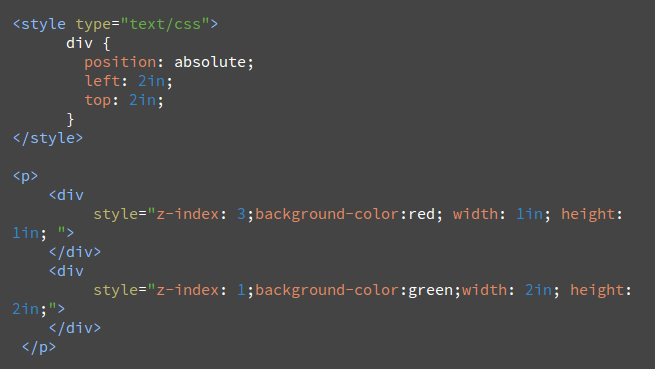 <style type="text/css">
      div {
        position: absolute;
        left: 2in;
        top: 2in;
      }
</style>

<p>
    <div
         style="z-index: 3;background-color:red; width: 1in; height:
1in; ">
    </div>
    <div
         style="z-index: 1;background-color:green;width: 2in; height:
2in;">
    </div>
 </p>